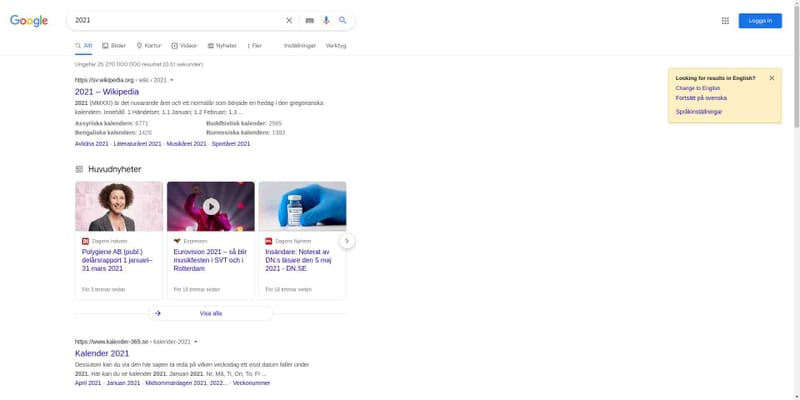 Google
2021
Logga in
Allt
Bilder
Kartor
Videor
Nyheter
Fler
Inställningar
Verktyg
Ungefär 25 270 000 000 resultat (0,51 sekunder)
https://sv.wikipedia.org › wiki › 2021
2021 – Wikipedia
2021 (MMXXI) är det nuvarande året och ett normalår som började en fredag i den gregorianska
kalendern. Innehåll. 1 Händelser; 1.1 Januari; 1.2 Februari; 1.3 ...
Assyriska kalendern: 6771
Buddhistisk kalender: 2565
Bengaliska kalendern: 1428
Burmesiska kalendern: 1383
Avlidna 2021 · Litteraturåret 2021 · Musikåret 2021 · Sportåret 2021
Looking for results in English?
Change to English
Fortsätt på svenska
Språkinställningar
Huvudnyheter
Dagens industri
Polygiene AB (publ.)
delårsrapport 1 januari–
31 mars 2021
För 3 timmar sedan
Expressen
Eurovision 2021 – så blir
musikfesten i SVT och i
Rotterdam
För 18 timmar sedan
Dagens Nyheter
Insändare: Noterat av
DN:s läsare den 5 maj
2021 - DN.SE
För 18 timmar sedan
Visa alla
https://www.kalender-365.se › kalender-2021
Kalender 2021
Dessutom kan du via den här sajten ta reda på vilken veckodag ett visst datum faller under
2021. Här kan du se kalender 2021. Januari 2021. Nr, Må, Ti, On, To, Fr ...
April 2021 · Januari 2021 · Midsommardagen 2021, 2022... · Veckonummer